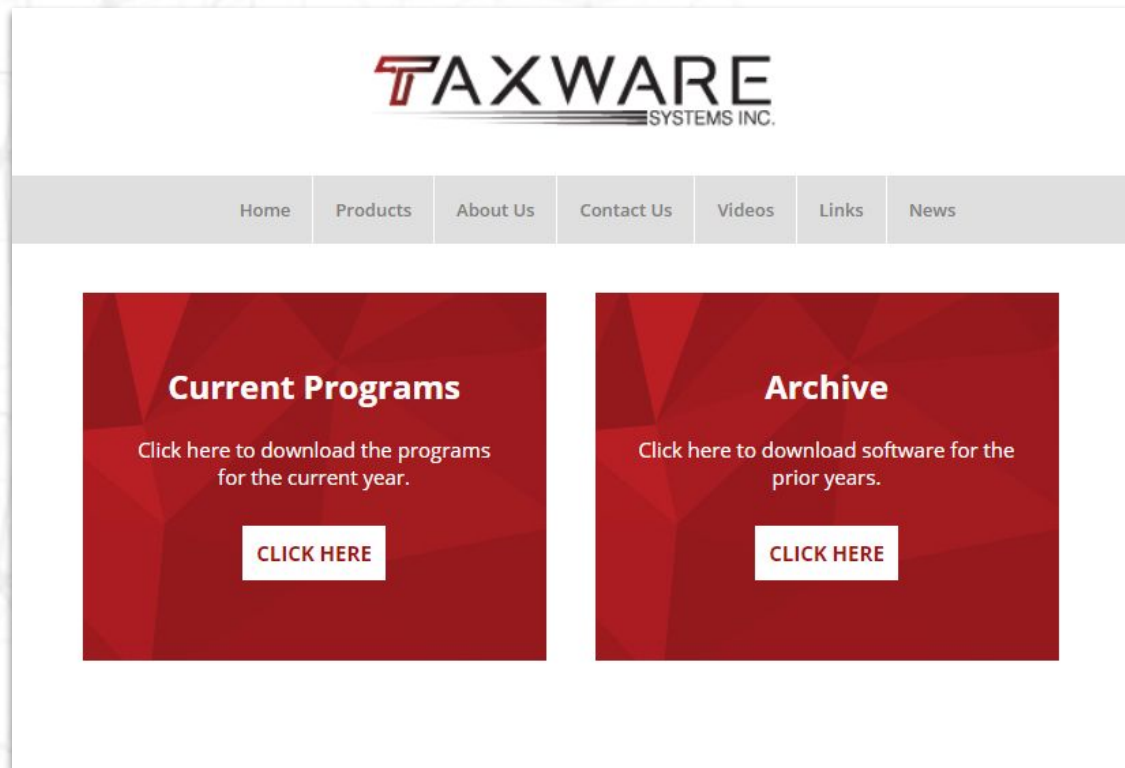 TAXWARE
SYSTEMS INC.
Home Products About Us Contact Us Videos Links News
Current Programs
Click here to download the programs
for the current year.
CLICK HERE
Archive
Click here to download software for the
prior years.
CLICK HERE